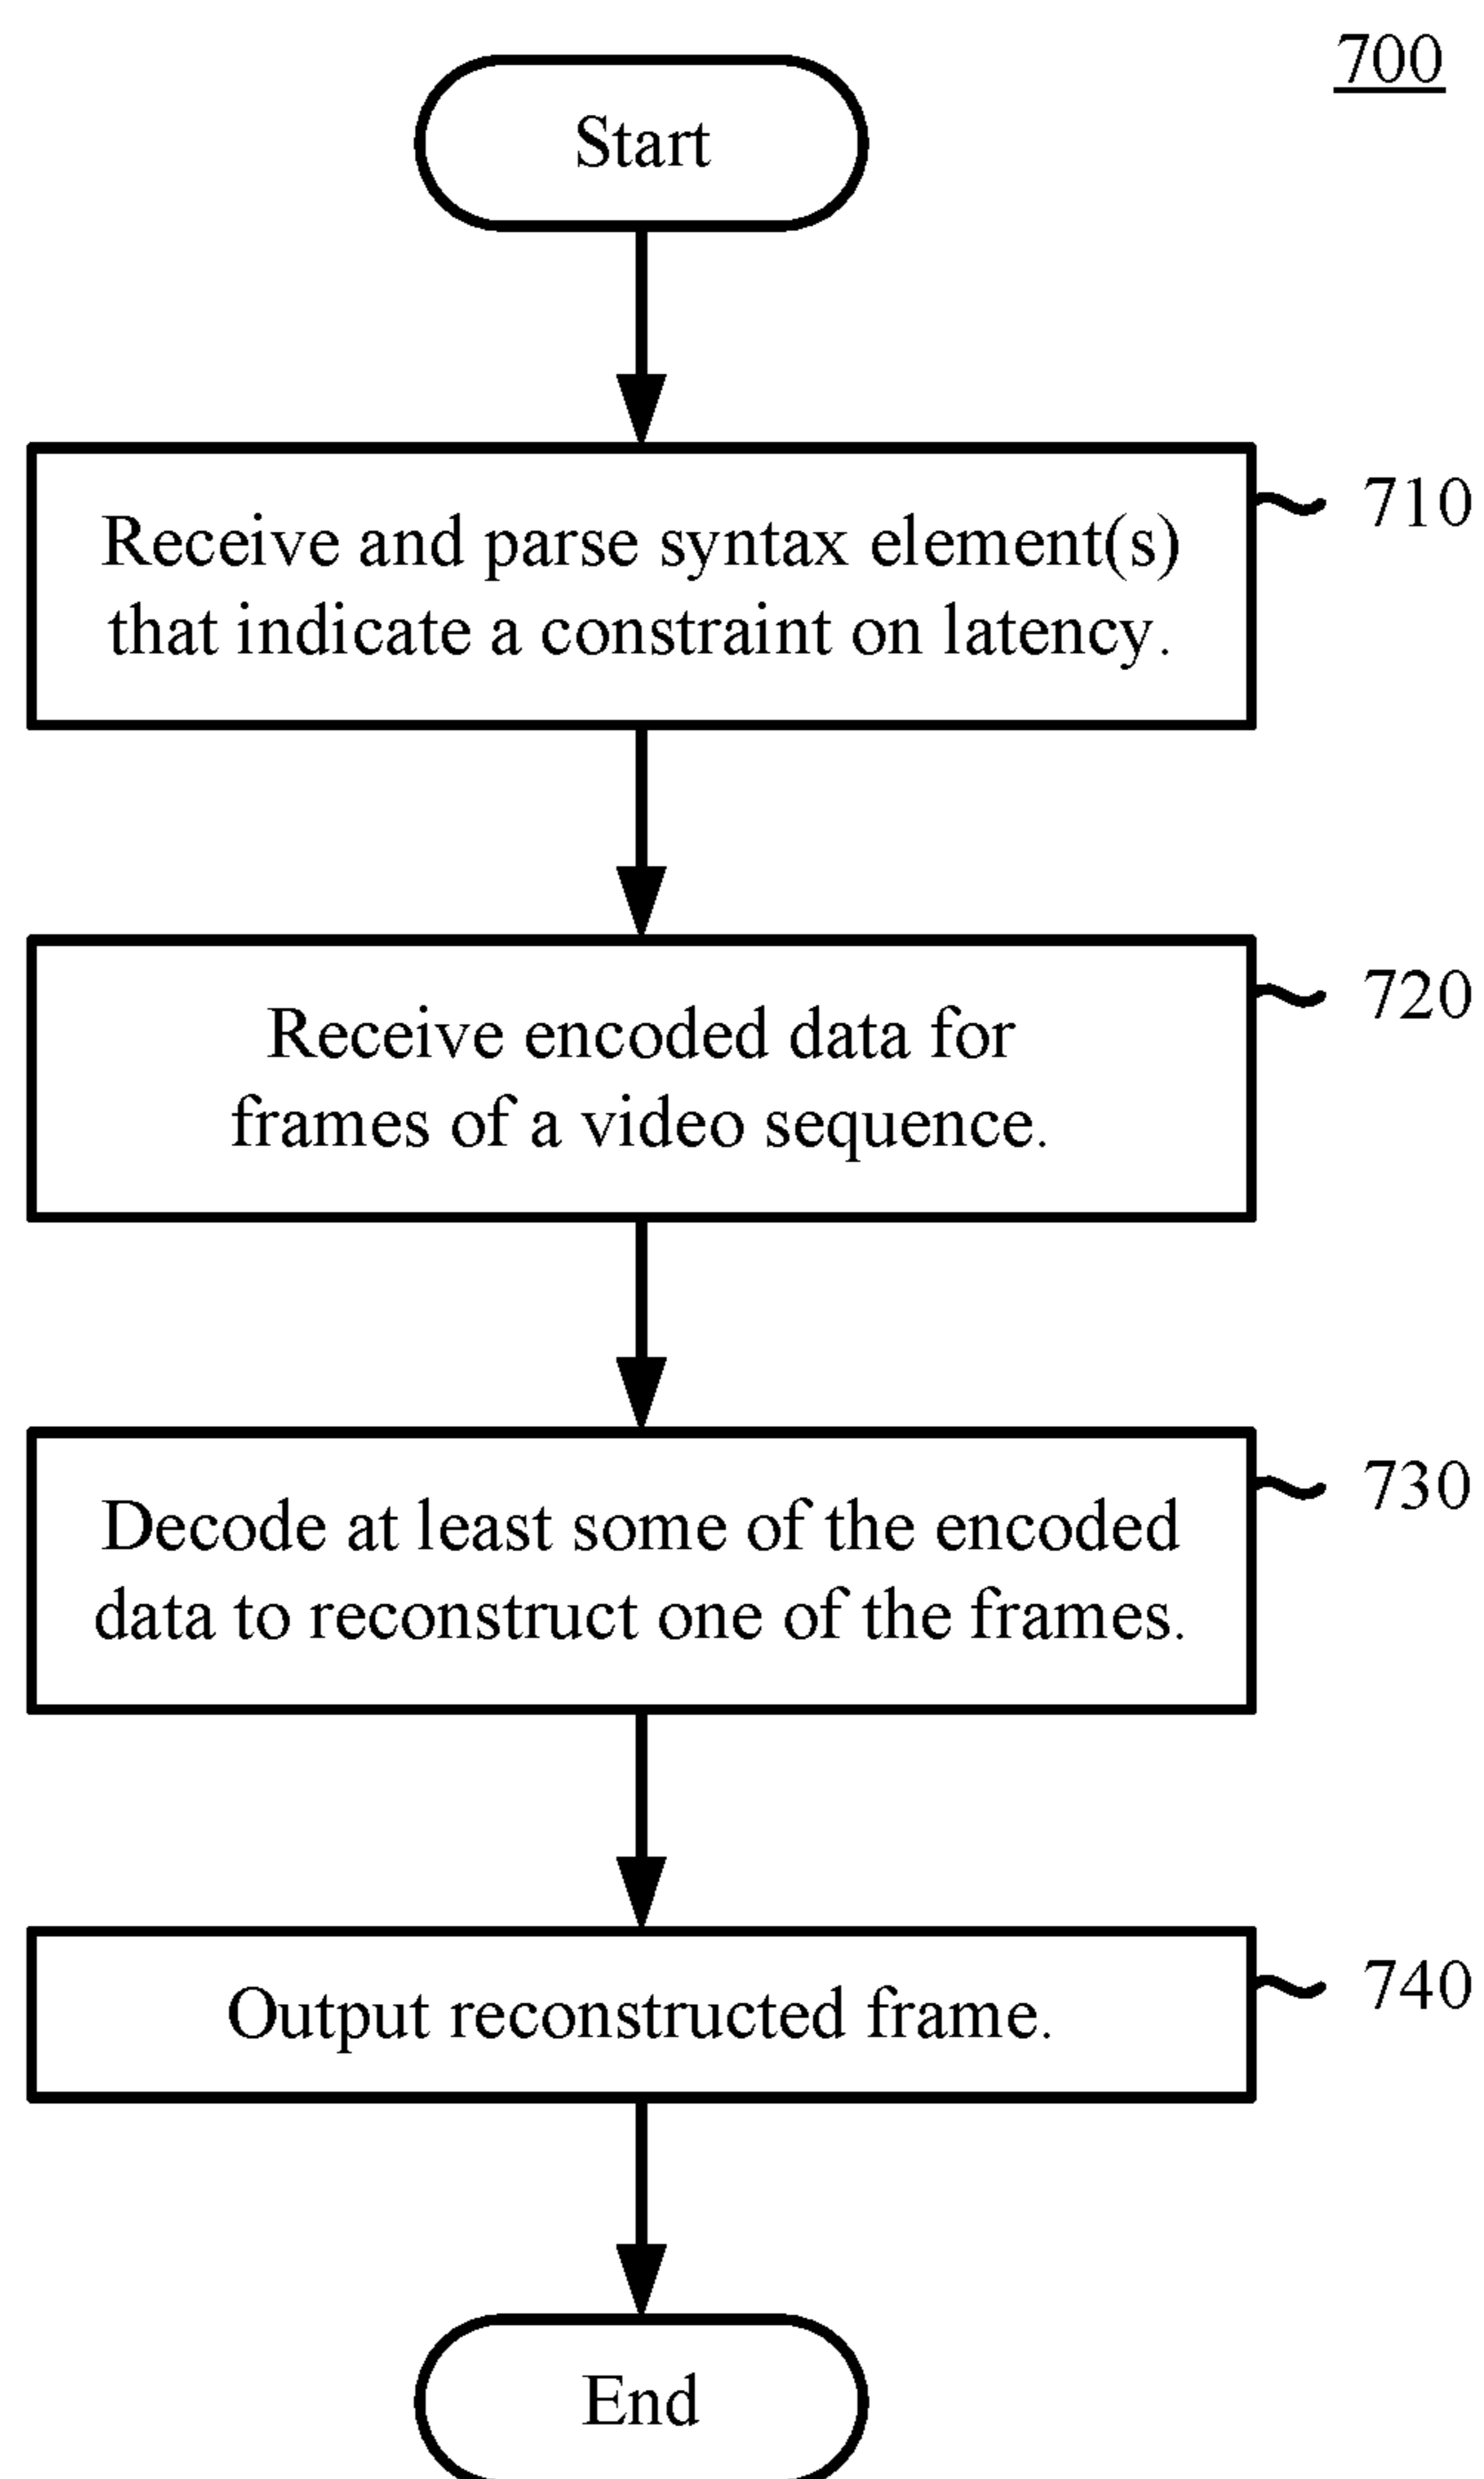 700
Start
Receive and parse syntax element(s)
that indicate a constraint on latency.
710
Receive encoded data for
frames of a video sequence.
720
Decode at least some of the encoded
data to reconstruct one of the frames.
730
Output reconstructed frame.
740
End